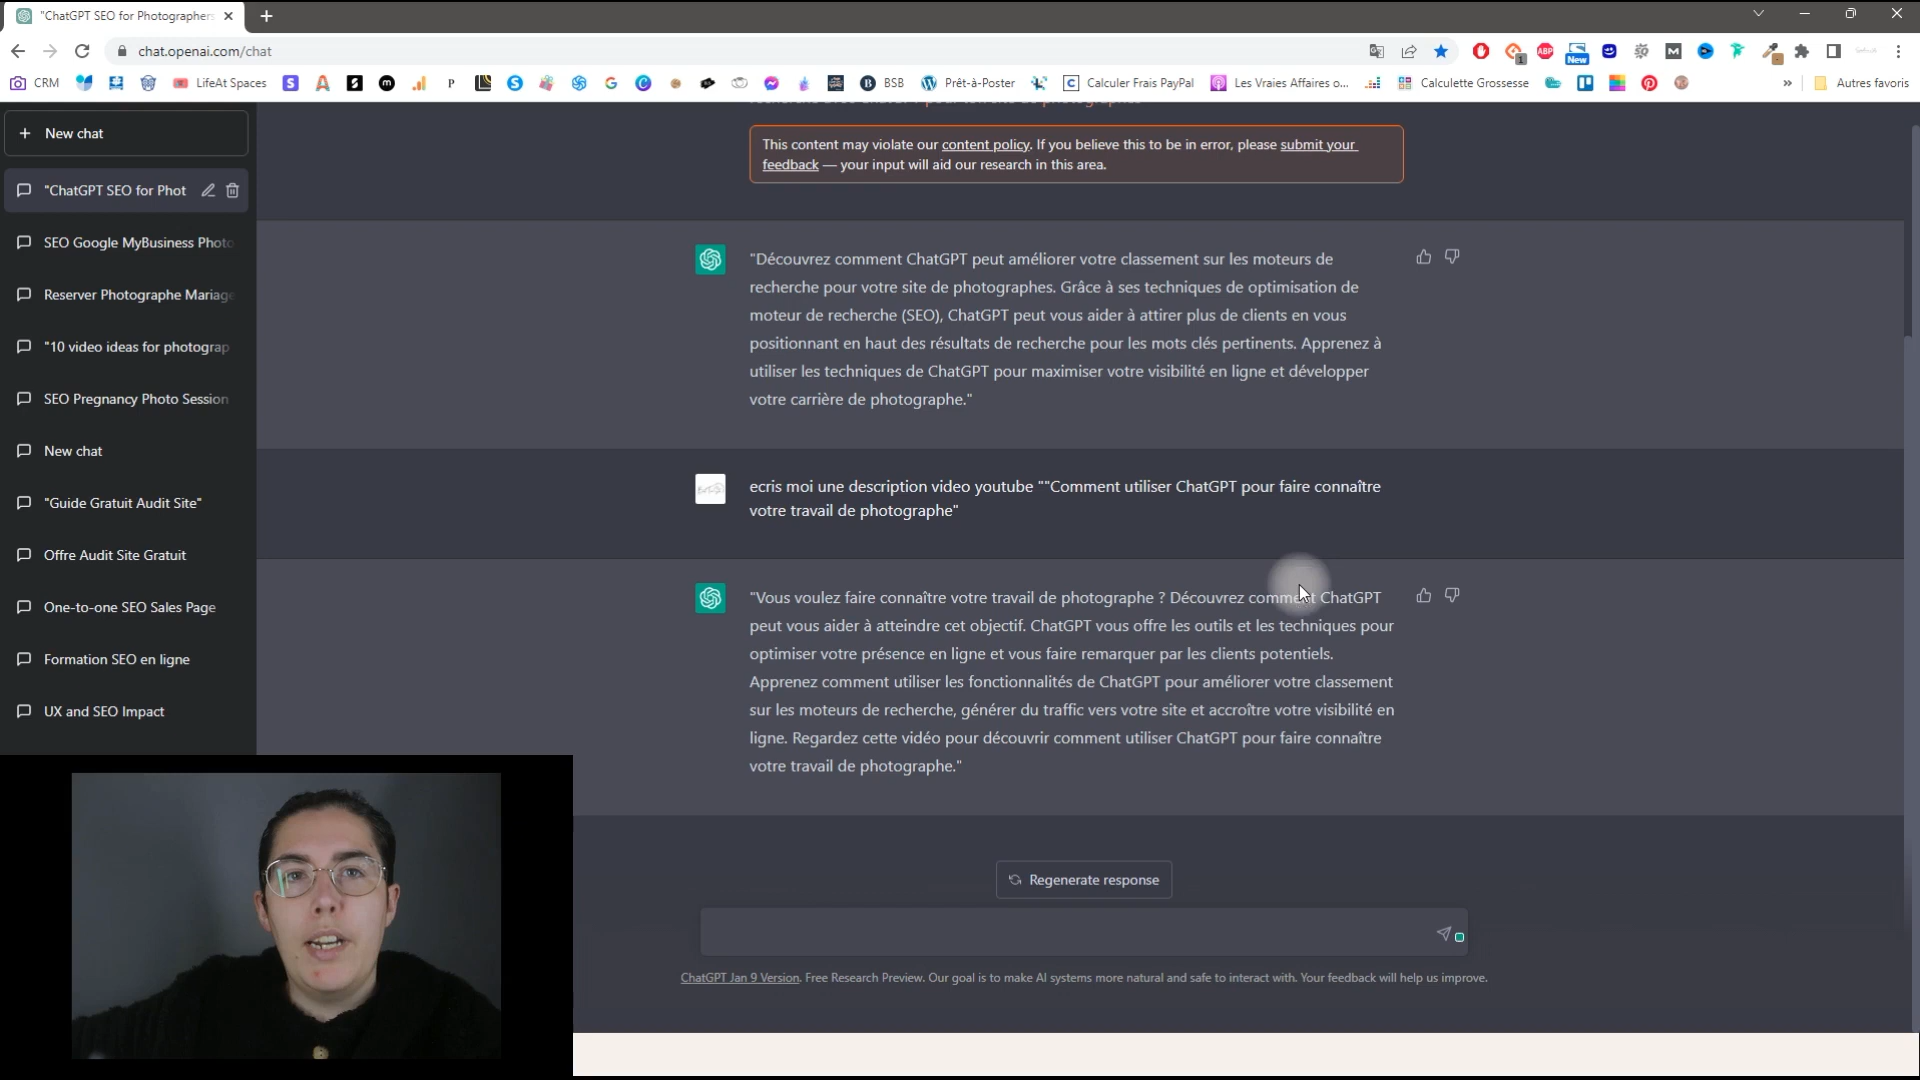 "ChatGPT SEO for Photographers
chat.openai.com/chat
ABP
1
New
CRM
LifeAt Spaces
BSB
Prêt-à-Poster
Calculer Frais PayPal
Les Vraies Affaires o...
Calculette Grossesse
»
Autres favoris
New chat
"ChatGPT SEO for Phot
SEO Google MyBusiness Photo
Reserver Photographe Mariage
"10 video ideas for photograp
SEO Pregnancy Photo Session
New chat
"Guide Gratuit Audit Site"
Offre Audit Site Gratuit
One-to-one SEO Sales Page
Formation SEO en ligne
UX and SEO Impact
This content may violate our content policy. If you believe this to be in error, please submit your
feedback — your input will aid our research in this area.
"Découvrez comment ChatGPT peut améliorer votre classement sur les moteurs de
recherche pour votre site de photographes. Grâce à ses techniques de optimisation de
moteur de recherche (SEO), ChatGPT peut vous aider à attirer plus de clients en vous
positionnant en haut des résultats de recherche pour les mots clés pertinents. Apprenez à
utiliser les techniques de ChatGPT pour maximiser votre visibilité en ligne et développer
votre carrière de photographe."
ecris moi une description video youtube ""Comment utiliser ChatGPT pour faire connaître
votre travail de photographe"
"Vous voulez faire connaître votre travail de photographe ? Découvrez comment ChatGPT
peut vous aider à atteindre cet objectif. ChatGPT vous offre les outils et les techniques pour
optimiser votre présence en ligne et vous faire remarquer par les clients potentiels.
Apprenez comment utiliser les fonctionnalités de ChatGPT pour améliorer votre classement
sur les moteurs de recherche, générer du traffic vers votre site et accroître votre visibilité en
ligne. Regardez cette vidéo pour découvrir comment utiliser ChatGPT pour faire connaître
votre travail de photographe."
Regenerate response
ChatGPT Jan 9 Version. Free Research Preview. Our goal is to make AI systems more natural and safe to interact with. Your feedback will help us improve.